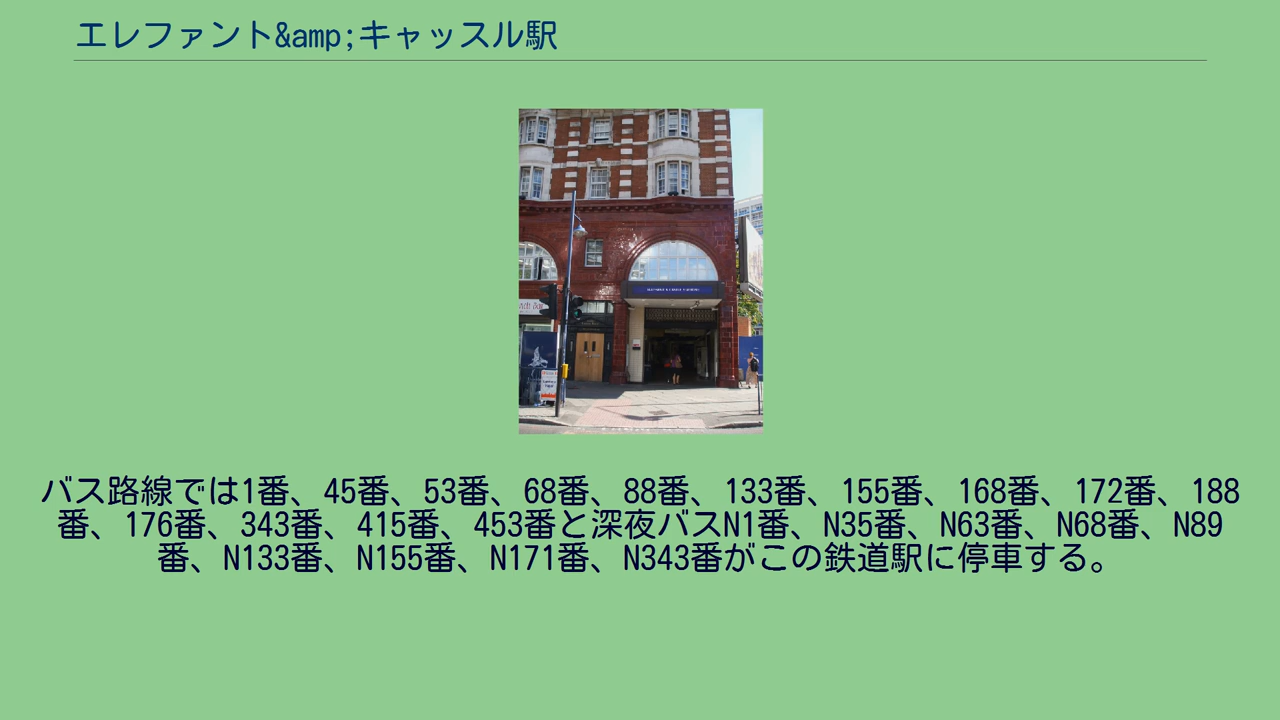 エレファント&amp;キャッスル駅
バス路線では1番、45番、53番、68番、88番、133番、155番、168番、172番、188
番、176番、343番、415番、453番と深夜バスN1番、N35番、N63番、N68番、N89
番、N133番、N155番、N171番、N343番がこの鉄道駅に停車する。